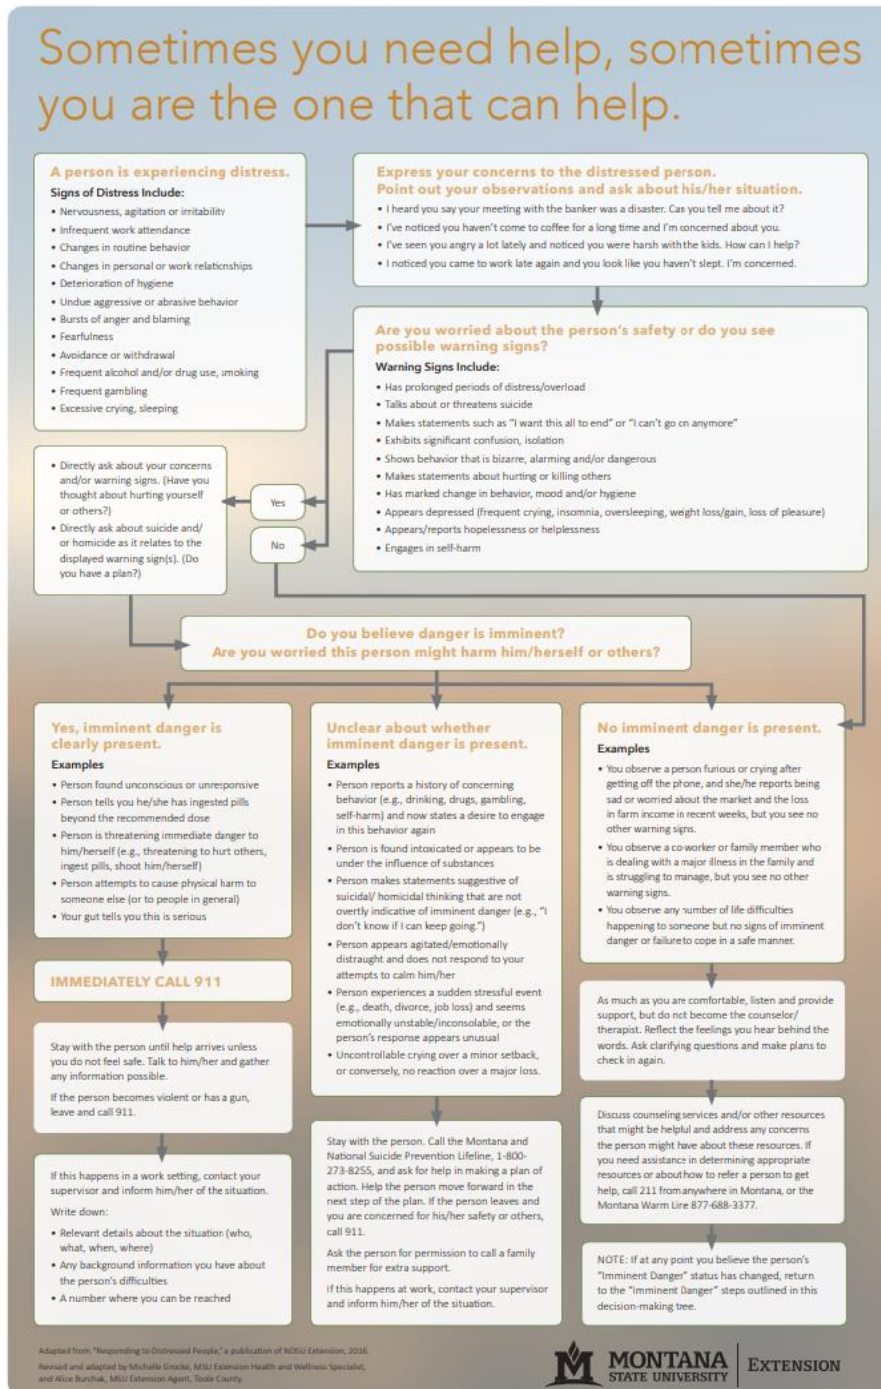 Sometimes you need help, sometimes
you are the one that can help.
A person is experiencing distress.
Signs of Distress Include:
• Nervousness, agitation or irritability
• Infrequent work attendance
• Changes in routine behavior
• Changes in personal or work relationships
• Deterioration of hygiene
• Undue aggressive or abrasive behavior
• Bursts of anger and blaming
• Fearfulness
• Avoidance or withdrawal
• Frequent alcohol and/or drug use, smoking
• Frequent gambling
• Excessive crying, sleeping
Express your concerns to the distressed person.
Point out your observations and ask about his/her situation.
• I heard you say your meeting with the banker was a disaster. Can you tell me about it?
• I've noticed you haven't come to coffee for a long time and I'm concerned about you.
• I've seen you angry a lot lately and noticed you were harsh with the kids. How can I help?
• I noticed you came to work late again and you look like you haven't slept. I'm concerned.
Are you worried about the person's safety or do you see
possible warning signs?
Warning Signs Include:
• Has prolonged periods of distress/overload
• Talks about or threatens suicide
• Makes statements such as "I want this all to end" or "I can't go on anymore"
• Exhibits significant confusion, isolation
• Shows behavior that is bizarre, alarming and/or dangerous
• Makes statements about hurting or killing others
• Has marked change in behavior, mood and/or hygiene
• Appears depressed (frequent crying, insomnia, oversleeping, weight loss/gain, loss of pleasure)
• Appears/reports hopelessness or helplessness
• Engages in self-harm
Yes
No
• Directly ask about your concerns
and/or warning signs. (Have you
thought about hurting yourself
or others?)
• Directly ask about suicide and/
or homicide as it relates to the
displayed warning sign(s). (Do
you have a plan?)
Do you believe danger is imminent?
Are you worried this person might harm him/herself or others?
Yes, imminent danger is
clearly present.
Examples
• Person found unconscious or unresponsive
• Person tells you he/she has ingested pills
beyond the recommended dose
• Person is threatening immediate danger to
him/herself (e.g., threatening to hurt others,
ingest pills, shoot him/herself)
• Person attempts to cause physical harm to
someone else (or to people in general)
• Your gut tells you this is serious
IMMEDIATELY CALL 911
Stay with the person until help arrives unless
you do not feel safe. Talk to him/her and gather
any information possible.
If the person becomes violent or has a gun,
leave and call 911.
If this happens in a work setting, contact your
supervisor and inform him/her of the situation.
Write down:
• Relevant details about the situation (who,
what, when, where)
• Any background information you have about
the person's difficulties
• A number where you can be reached
Unclear about whether
imminent danger is present.
Examples
• Person reports a history of concerning
behavior (e.g., drinking, drugs, gambling,
self-harm) and now states a desire to engage
in this behavior again
• Person is found intoxicated or appears to be
under the influence of substances
• Person makes statements suggestive of
suicidal/ homicidal thinking that are not
overtly indicative of imminent danger (e.g., "I
don't know if I can keep going.")
• Person appears agitated/emotionally
distraught and does not respond to your
attempts to calm him/her
• Person experiences a sudden stressful event
(e.g., death, divorce, job loss) and seems
emotionally unstable/inconsolable, or the
person's response appears unusual
• Uncontrollable crying over a minor setback,
or conversely, no reaction over a major loss.
Stay with the person. Call the Montana and
National Suicide Prevention Lifeline, 1-800-
273-8255, and ask for help in making a plan of
action. Help the person move forward in the
next step of the plan. If the person leaves and
you are concerned for his/her safety or others,
call 911.
Ask the person for permission to call a family
member for extra support.
If this happens at work, contact your supervisor
and inform him/her of the situation.
No imminent danger is present.
Examples
• You observe a person furious or crying after
getting off the phone, and she/he reports being
sad or worried about the market and the loss
in farm income in recent weeks, but you see no
other warning signs.
• You observe a co-worker or family member who
is dealing with a major illness in the family and
is struggling to manage, but you see no other
warning signs.
• You observe any number of life difficulties
happening to someone but no signs of imminent
danger or failure to cope in a safe manner.
As much as you are comfortable, listen and provide
support, but do not become the counselor/
therapist. Reflect the feelings you hear behind the
words. Ask clarifying questions and make plans to
check in again.
Discuss counseling services and/or other resources
that might be helpful and address any concerns
the person might have about these resources. If
you need assistance in determining appropriate
resources or about how to refer a person to get
help, call 211 from anywhere in Montana, or the
Montana Warm Line 877-688-3377.
NOTE: If at any point you believe the person's
"Imminent Danger" status has changed, return
to the "Imminent Danger" steps outlined in this
decision-making tree.
Adapted from "Responding to Distressed People," a publication of NDSU Extension, 2016.
Revised and adapted by Michelle Grocke, MSU Extension Health and Wellness Specialist,
and Alice Burchak, MSU Extension Agent, Toole County.
M MONTANA
STATE UNIVERSITY
EXTENSION